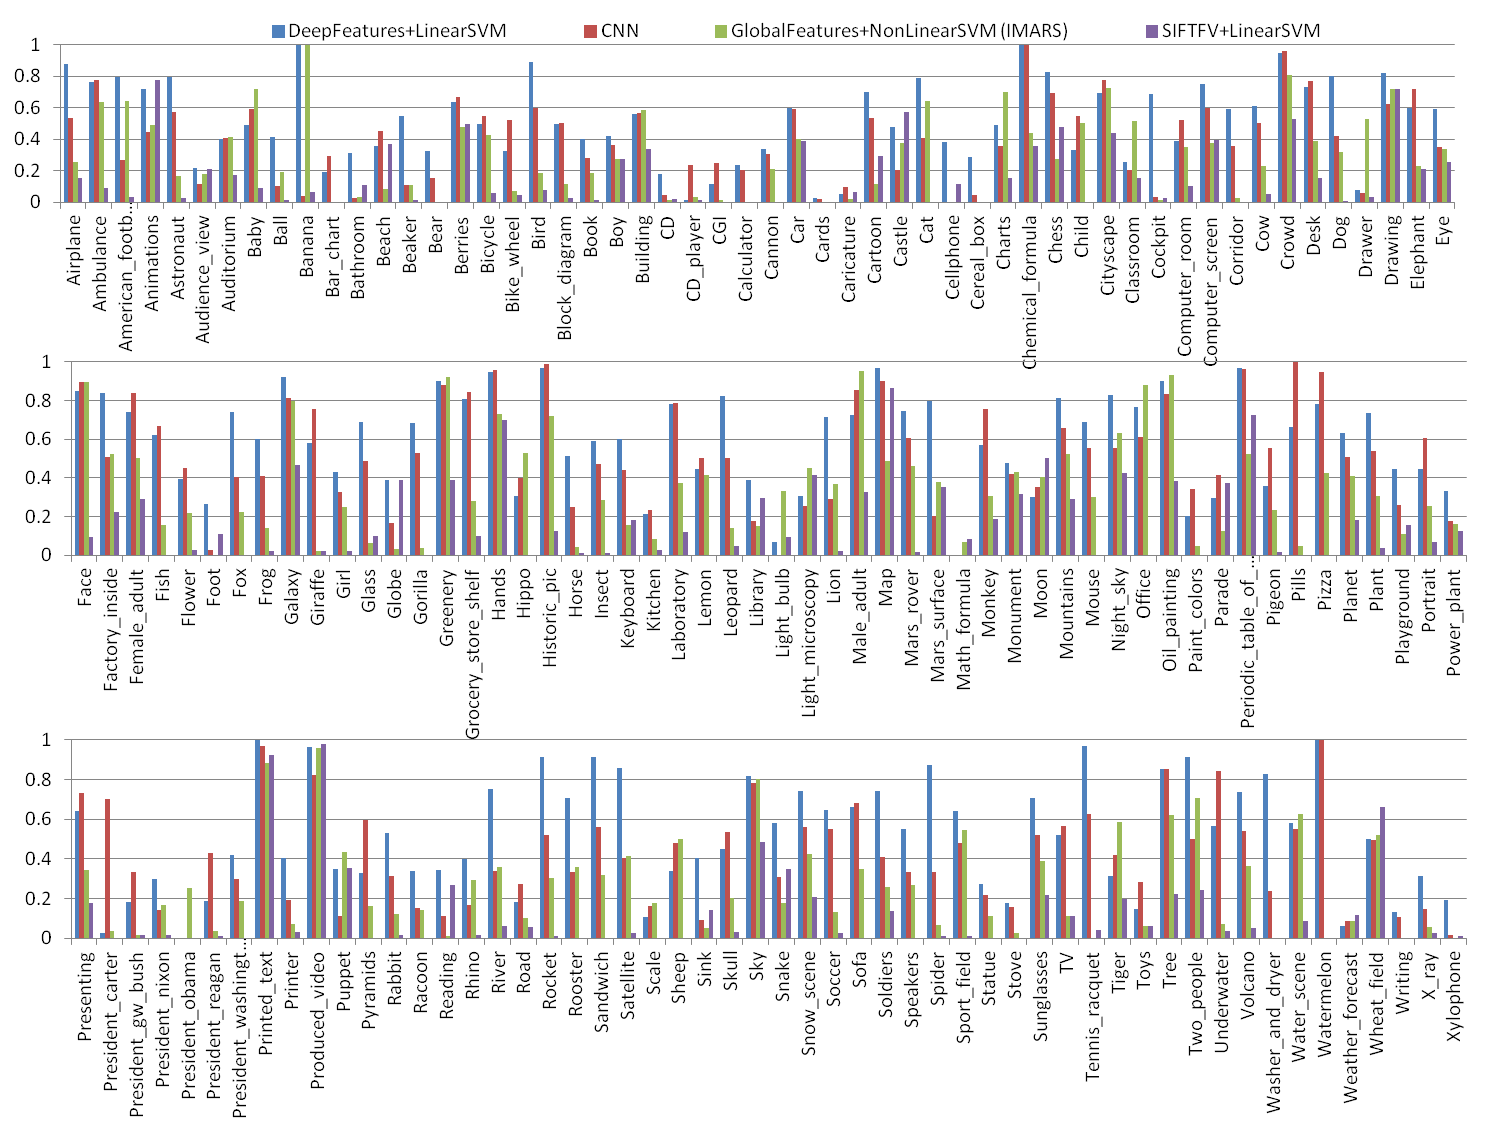 DeepFeatures+LinearSVM CNN GlobalFeatures+NonLinearSVM (IMARS) SIFTFV+LinearSVM
1
0.8
0.6
0.4
0.2
0
Airplane
Ambulance
American_footb...
Animations
Astronaut
Audience_view
Auditorium
Baby
Ball
Banana
Bar_chart
Bathroom
Beach
Beaker
Bear
Berries
Bicycle
Bike_wheel
Bird
Block_diagram
Book
Boy
Building
CD
CD_player
CGI
Calculator
Cannon
Car
Cards
Caricature
Cartoon
Castle
Cat
Cellphone
Cereal_box
Charts
Chemical_formula
Chess
Child
Cityscape
Classroom
Cockpit
Computer_room
Computer_screen
Corridor
Cow
Crowd
Desk
Dog
Drawer
Drawing
Elephant
Eye
1
0.8
0.6
0.4
0.2
0
Face
Factory_inside
Female_adult
Fish
Flower
Foot
Fox
Frog
Galaxy
Giraffe
Girl
Glass
Globe
Gorilla
Greenery
Grocery_store_shelf
Hands
Hippo
Historic_pic
Horse
Insect
Keyboard
Kitchen
Laboratory
Lemon
Leopard
Library
Light_bulb
Light_microscopy
Lion
Male_adult
Map
Mars_rover
Mars_surface
Math_formula
Monkey
Monument
Moon
Mountains
Mouse
Night_sky
Office
Oil_painting
Paint_colors
Parade
Periodic_table_of_...
Pigeon
Pills
Pizza
Planet
Plant
Playground
Portrait
Power_plant
1
0.8
0.6
0.4
0.2
0
Presenting
President_carter
President_gw_bush
President_nixon
President_obama
President_reagan
President_washingt...
Printed_text
Printer
Produced_video
Puppet
Pyramids
Rabbit
Racoon
Reading
Rhino
River
Road
Rocket
Rooster
Sandwich
Satellite
Scale
Sheep
Sink
Skull
Sky
Snake
Snow_scene
Soccer
Sofa
Soldiers
Speakers
Spider
Sport_field
Statue
Stove
Sunglasses
TV
Tennis_racquet
Tiger
Toys
Tree
Two_people
Underwater
Volcano
Washer_and_dryer
Water_scene
Watermelon
Weather_forecast
Wheat_field
Writing
X_ray
Xylophone